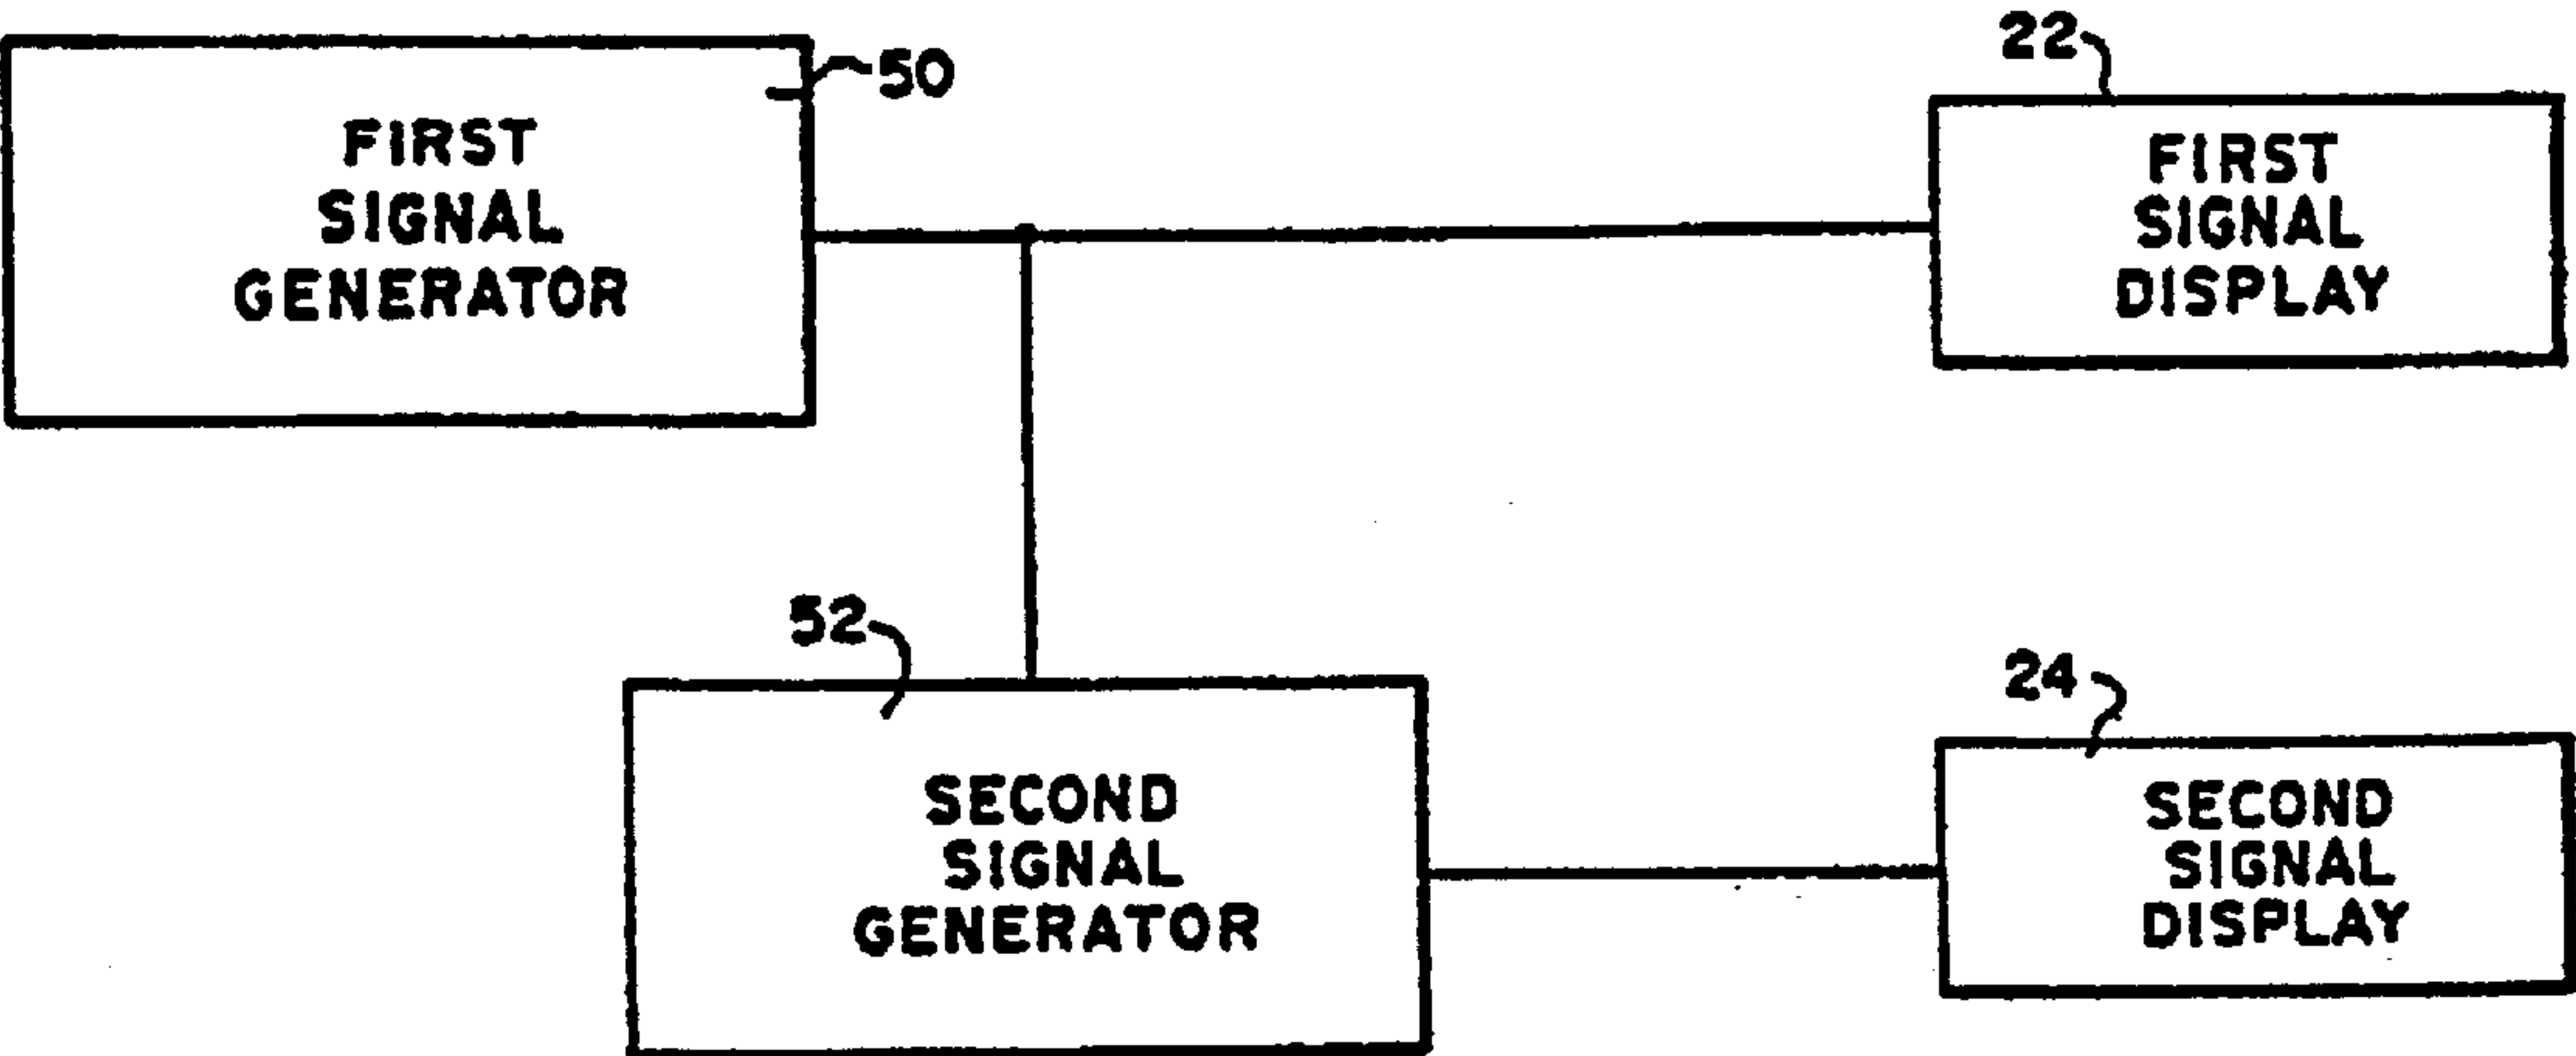 50
FIRST
SIGNAL
GENERATOR
22
FIRST
SIGNAL
DISPLAY
52
SECOND
SIGNAL
GENERATOR
24
SECOND
SIGNAL
DISPLAY